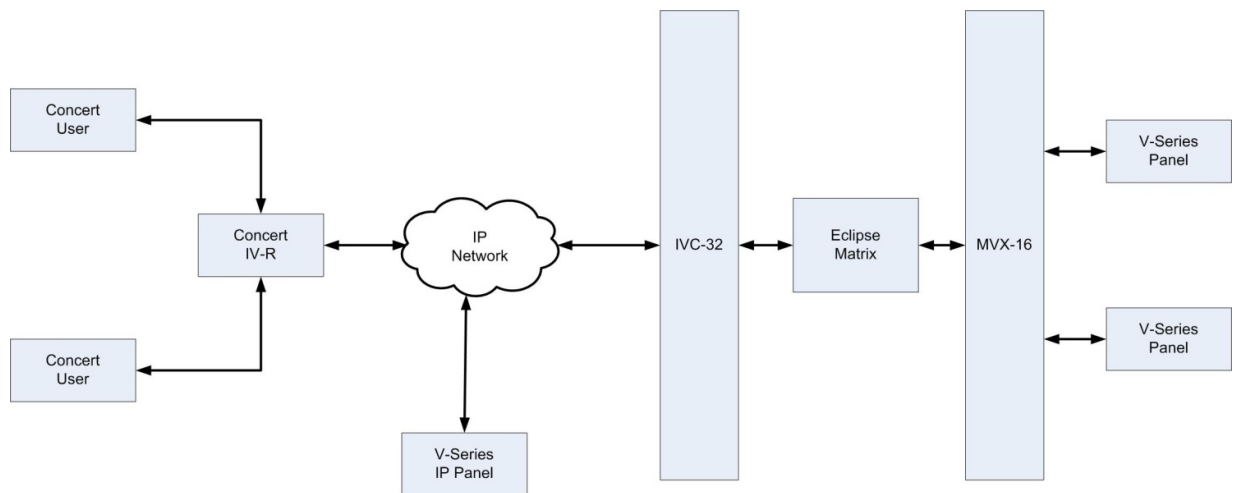 Concert
User
Concert
IV-R
Concert
User
IP
Network
V-Series
IP Panel
IVC-32
Eclipse
Matrix
MVX-16
V-Series
Panel
V-Series
Panel